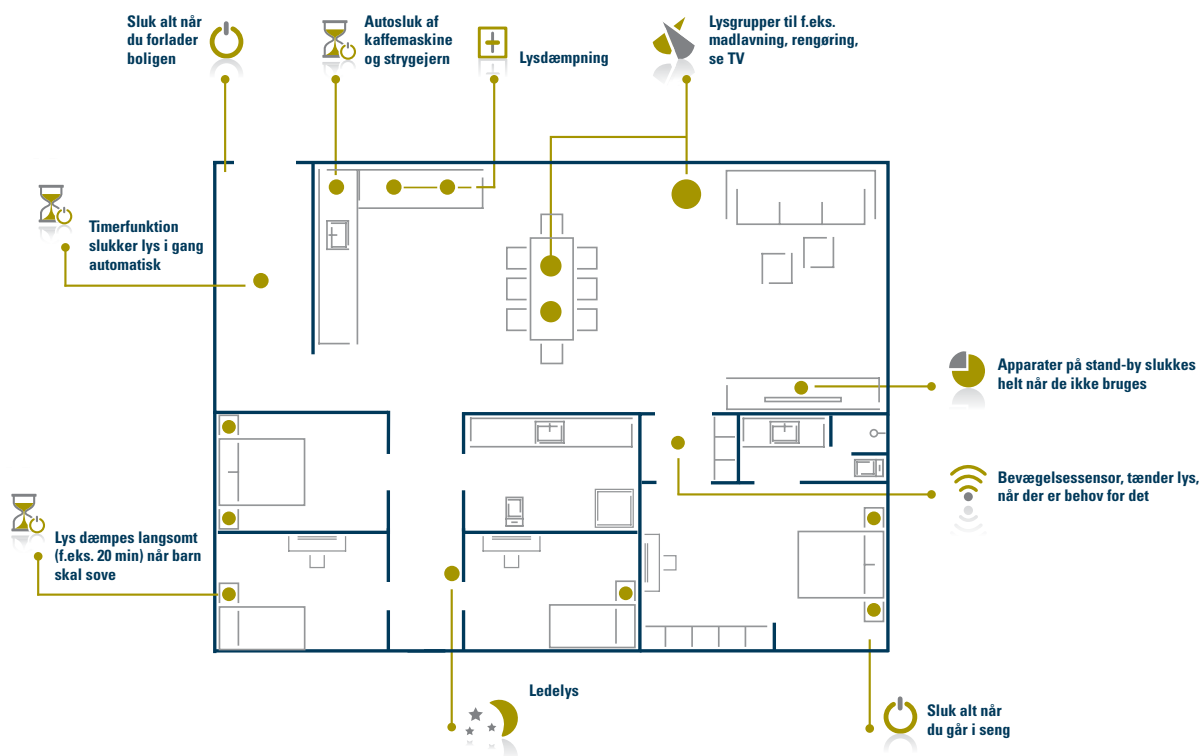 Sluk alt når
du forlader
boligen
Autosluk af
kaffemaskine
og strygejern
Lysdæmpning
Lysgrupper til f.eks.
madlavning, rengøring,
se TV
Timerfunktion
slukker lys i gang
automatisk
Apparater på stand-by slukkes
helt når de ikke bruges
Bevægelsessensor, tænder lys,
når der er behov for det
Lys dæmpes langsomt
(f.eks. 20 min) når barn
skal sove
Ledelys
Sluk alt når
du går i seng